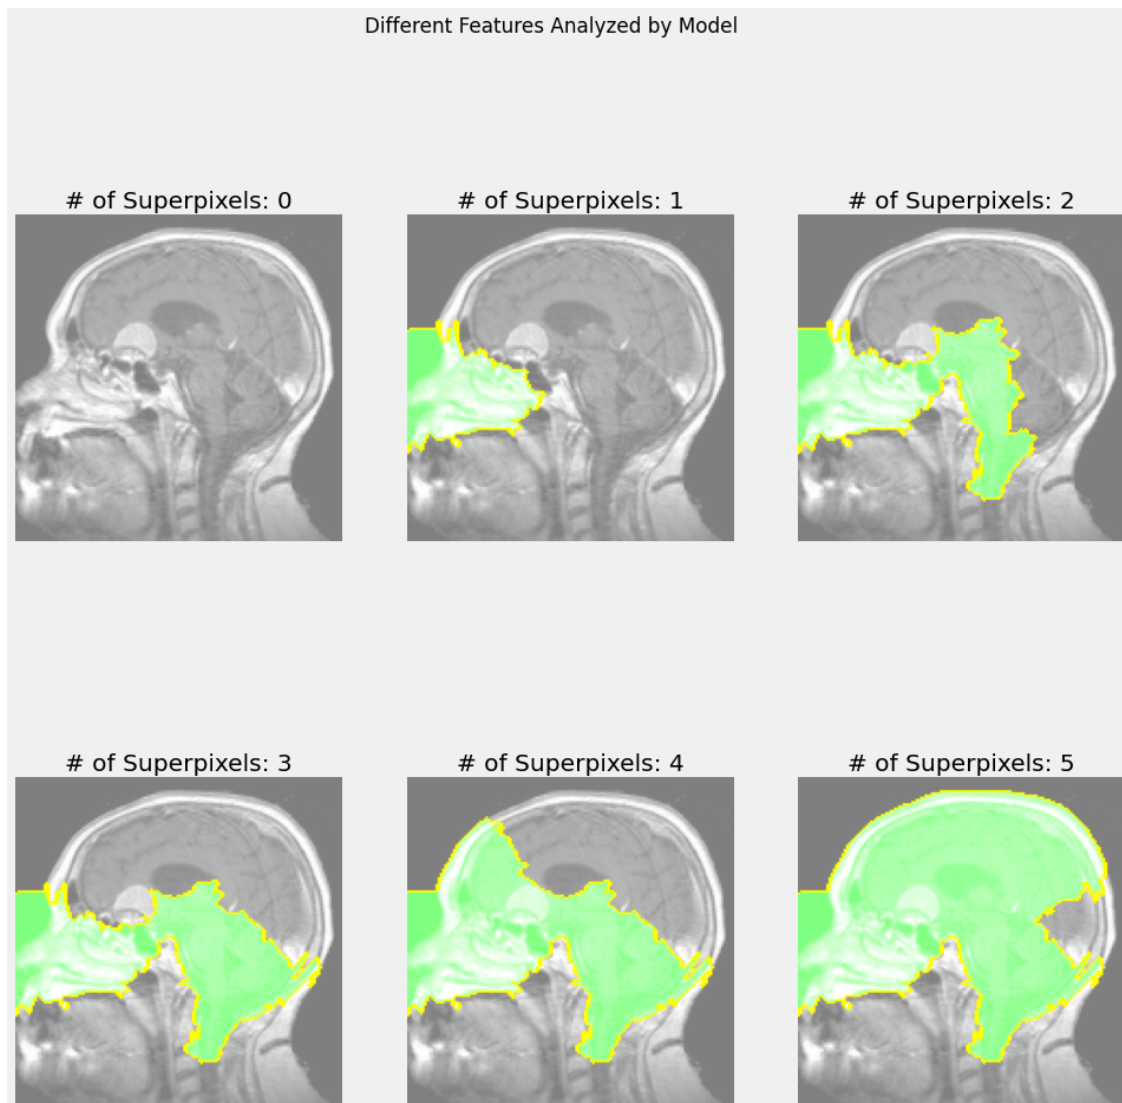 Different Features Analyzed by Model
# of Superpixels: 0
# of Superpixels: 1
# of Superpixels: 2
# of Superpixels: 3
# of Superpixels: 4
# of Superpixels: 5